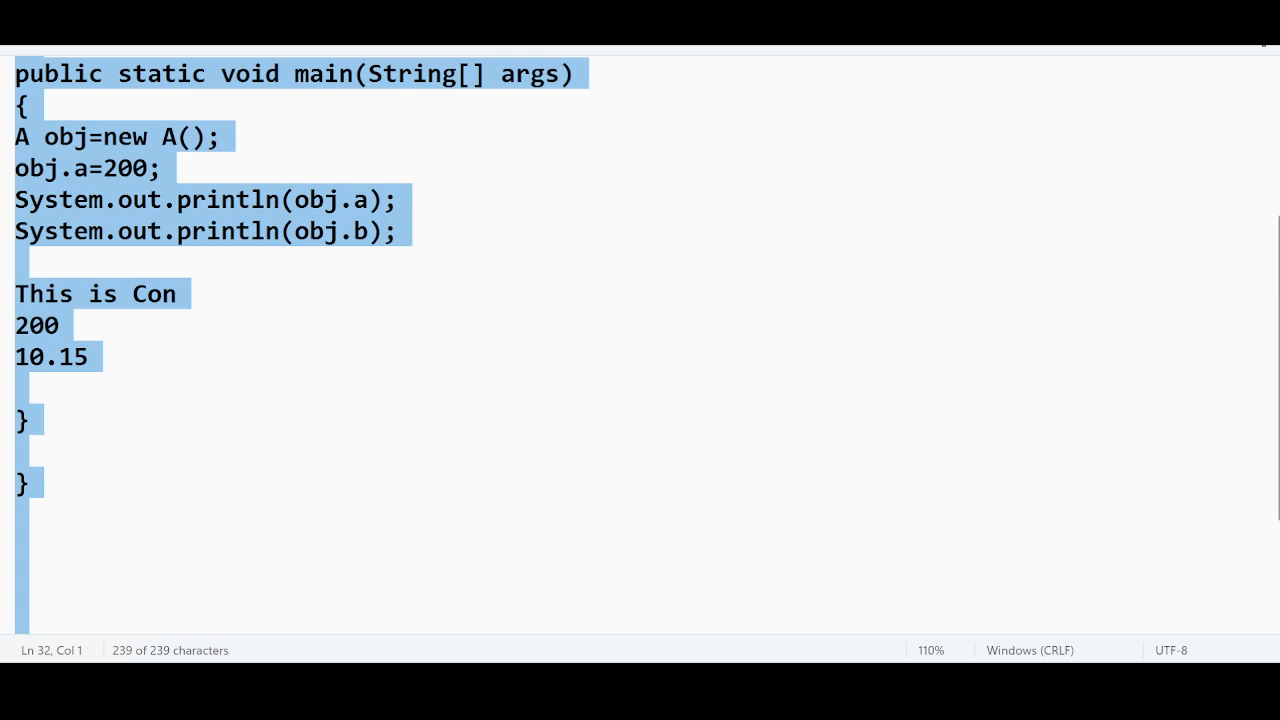 public static void main(String[] args)
{
A obj=new A();
obj.a=200;
System.out.println(obj.a);
System.out.println(obj.b);
This is Con
200
10.15
}
}
Ln 32, Col 1
239 of 239 characters
110%
Windows (CRLF)
UTF-8